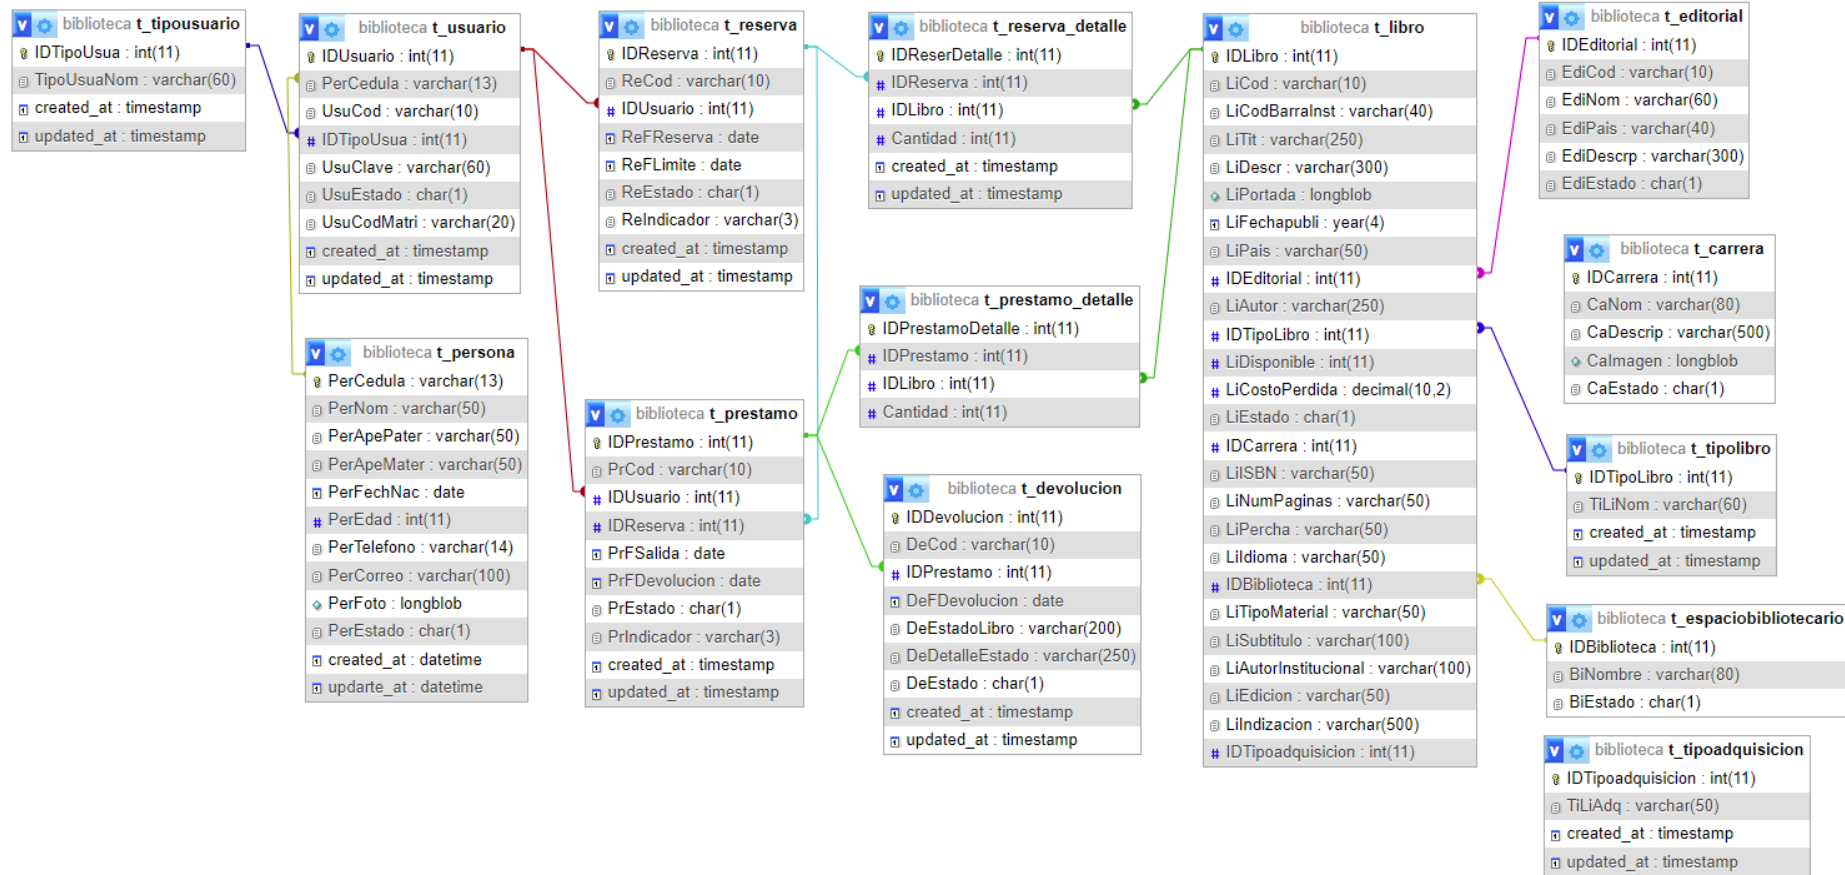 biblioteca t_tipousuario
IDTipoUsua : int(11)
TipoUsuaNom : varchar(60)
created_at : timestamp
updated_at : timestamp
biblioteca t_usuario
IDUsuario : int(11)
PerCedula : varchar(13)
UsuCod : varchar(10)
IDTipoUsua : int(11)
UsuClave : varchar(60)
UsuEstado : char(1)
UsuCodMatri : varchar(20)
created_at : timestamp
updated_at : timestamp
biblioteca t_persona
PerCedula : varchar(13)
PerNom : varchar(50)
PerApePater : varchar(50)
PerApeMater : varchar(50)
PerFechNac : date
PerEdad : int(11)
PerTelefono : varchar(14)
PerCorreo : varchar(100)
PerFoto : longblob
PerEstado : char(1)
created_at : datetime
updarte_at : datetime
biblioteca t_reserva
IDReserva : int(11)
ReCod : varchar(10)
IDUsuario : int(11)
ReFReserva : date
ReFLimite : date
ReEstado : char(1)
ReIndicador : varchar(3)
created_at : timestamp
updated_at : timestamp
biblioteca t_prestamo
IDPrestamo : int(11)
PrCod : varchar(10)
IDUsuario : int(11)
IDReserva : int(11)
PrFSalida : date
PrFDevolucion : date
PrEstado : char(1)
PrIndicador : varchar(3)
created_at : timestamp
updated_at : timestamp
biblioteca t_reserva_detalle
IDReserDetalle : int(11)
IDReserva : int(11)
IDLibro : int(11)
Cantidad : int(11)
created_at : timestamp
updated_at : timestamp
biblioteca t_prestamo_detalle
IDPrestamoDetalle : int(11)
IDPrestamo : int(11)
IDLibro : int(11)
Cantidad : int(11)
biblioteca t_devolucion
IDDevolucion : int(11)
DeCod : varchar(10)
IDPrestamo : int(11)
DeFDevolucion : date
DeEstadoLibro : varchar(200)
DeDetalleEstado : varchar(250)
DeEstado : char(1)
created_at : timestamp
updated_at : timestamp
biblioteca t_libro
IDLibro : int(11)
LiCod : varchar(10)
LiCodBarraInst : varchar(40)
LiTit : varchar(250)
LiDescr : varchar(300)
LiPortada : longblob
LiFechapubli : year(4)
LiPais : varchar(50)
IDEditorial : int(11)
LiAutor : varchar(250)
IDTipoLibro : int(11)
LiDisponible : int(11)
LiCostoPerdida : decimal(10,2)
LiEstado : char(1)
IDCarrera : int(11)
LiISBN : varchar(50)
LiNumPaginas : varchar(50)
LiPercha : varchar(50)
LiIdioma : varchar(50)
IDBiblioteca : int(11)
LiTipoMaterial : varchar(50)
LiSubtitulo : varchar(100)
LiAutorInstitucional : varchar(100)
LiEdicion : varchar(50)
LiIndizacion : varchar(500)
IDTipoadquisicion : int(11)
biblioteca t_editorial
IDEditorial : int(11)
EdiCod : varchar(10)
EdiNom : varchar(60)
EdiPais : varchar(40)
EdiDescrp : varchar(300)
EdiEstado : char(1)
biblioteca t_carrera
IDCarrera : int(11)
CaNom : varchar(80)
CaDescrip : varchar(500)
CaImagen : longblob
CaEstado : char(1)
biblioteca t_tipolibro
IDTipoLibro : int(11)
TiLiNom : varchar(60)
created_at : timestamp
updated_at : timestamp
biblioteca t_espaciobibliotecario
IDBiblioteca : int(11)
BiNombre : varchar(80)
BiEstado : char(1)
biblioteca t_tipoadquisicion
IDTipoadquisicion : int(11)
TiLiAdq : varchar(50)
created_at : timestamp
updated_at : timestamp